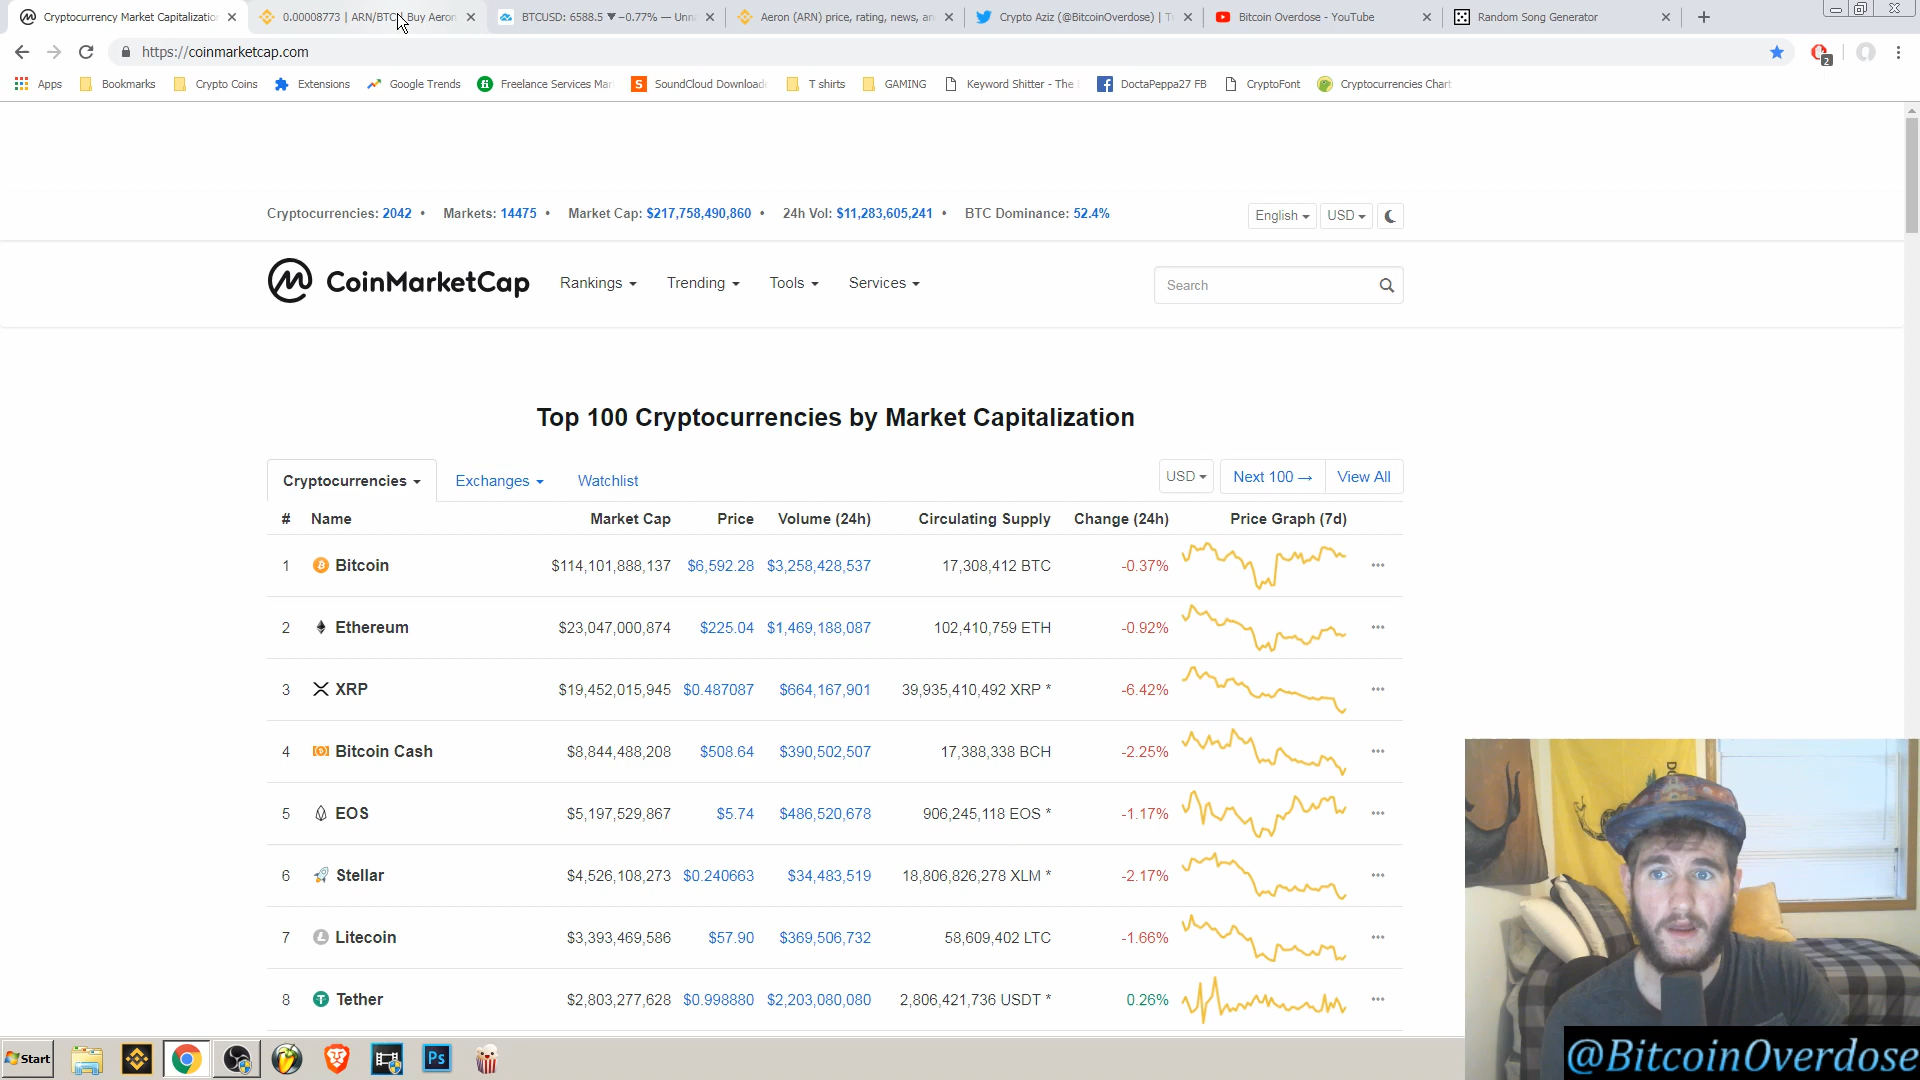 Cryptocurrency Market Capitalization
0.00008773 | ARN/BTC | Buy Aeron
BTCUSD: 6588.5 ▼ −0.77% — Unn
Aeron (ARN) price, rating, news, an
Crypto Aziz (@BitcoinOverdose) | Tw
Bitcoin Overdose - YouTube
Random Song Generator
https://coinmarketcap.com
2
Apps
Bookmarks
Crypto Coins
Extensions
Google Trends
Freelance Services Mar
SoundCloud Download
T shirts
GAMING
Keyword Shitter - The
DoctaPeppa27 FB
CryptoFont
Cryptocurrencies Chart
Cryptocurrencies: 2042 • Markets: 14475 • Market Cap: $217,758,490,860 • 24h Vol: $11,283,605,241 • BTC Dominance: 52.4%
English
USD
CoinMarketCap
Rankings
Trending
Tools
Services
Search
Top 100 Cryptocurrencies by Market Capitalization
Cryptocurrencies
Exchanges
Watchlist
USD
Next 100 →
View All
# Name Market Cap Price Volume (24h) Circulating Supply Change (24h) Price Graph (7d)
1 Bitcoin $114,101,888,137 $6,592.28 $3,258,428,537 17,308,412 BTC -0.37%
2 Ethereum $23,047,000,874 $225.04 $1,469,188,087 102,410,759 ETH -0.92%
3 XRP $19,452,015,945 $0.487087 $664,167,901 39,935,410,492 XRP * -6.42%
4 Bitcoin Cash $8,844,488,208 $508.64 $390,502,507 17,388,338 BCH -2.25%
5 EOS $5,197,529,867 $5.74 $486,520,678 906,245,118 EOS * -1.17%
6 Stellar $4,526,108,273 $0.240663 $34,483,519 18,806,826,278 XLM * -2.17%
7 Litecoin $3,393,469,586 $57.90 $369,506,732 58,609,402 LTC -1.66%
8 Tether $2,803,277,628 $0.998880 $2,203,080,080 2,806,421,736 USDT * 0.26%
Start
Ps
@BitcoinOverdose